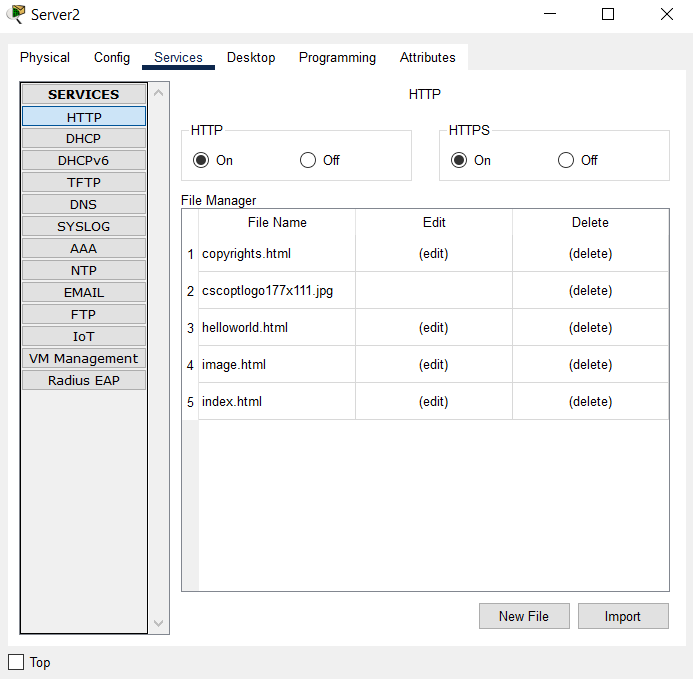 Server2
Physical Config Services Desktop Programming Attributes
SERVICES
HTTP
DHCP
DHCPv6
TFTP
DNS
SYSLOG
AAA
NTP
EMAIL
FTP
IoT
VM Management
Radius EAP
HTTP
HTTP
On Off
HTTPS
On Off
File Manager
File Name Edit Delete
1 copyrights.html (edit) (delete)
2 cscoptlogo177x111.jpg (delete)
3 helloworld.html (edit) (delete)
4 image.html (edit) (delete)
5 index.html (edit) (delete)
New File Import
Top